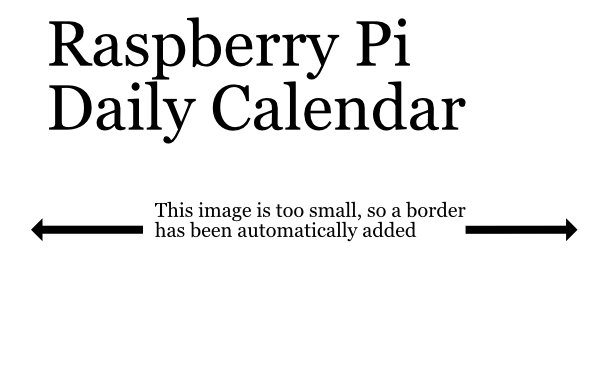 Raspberry Pi
Daily Calendar
This image is too small, so a border
has been automatically added